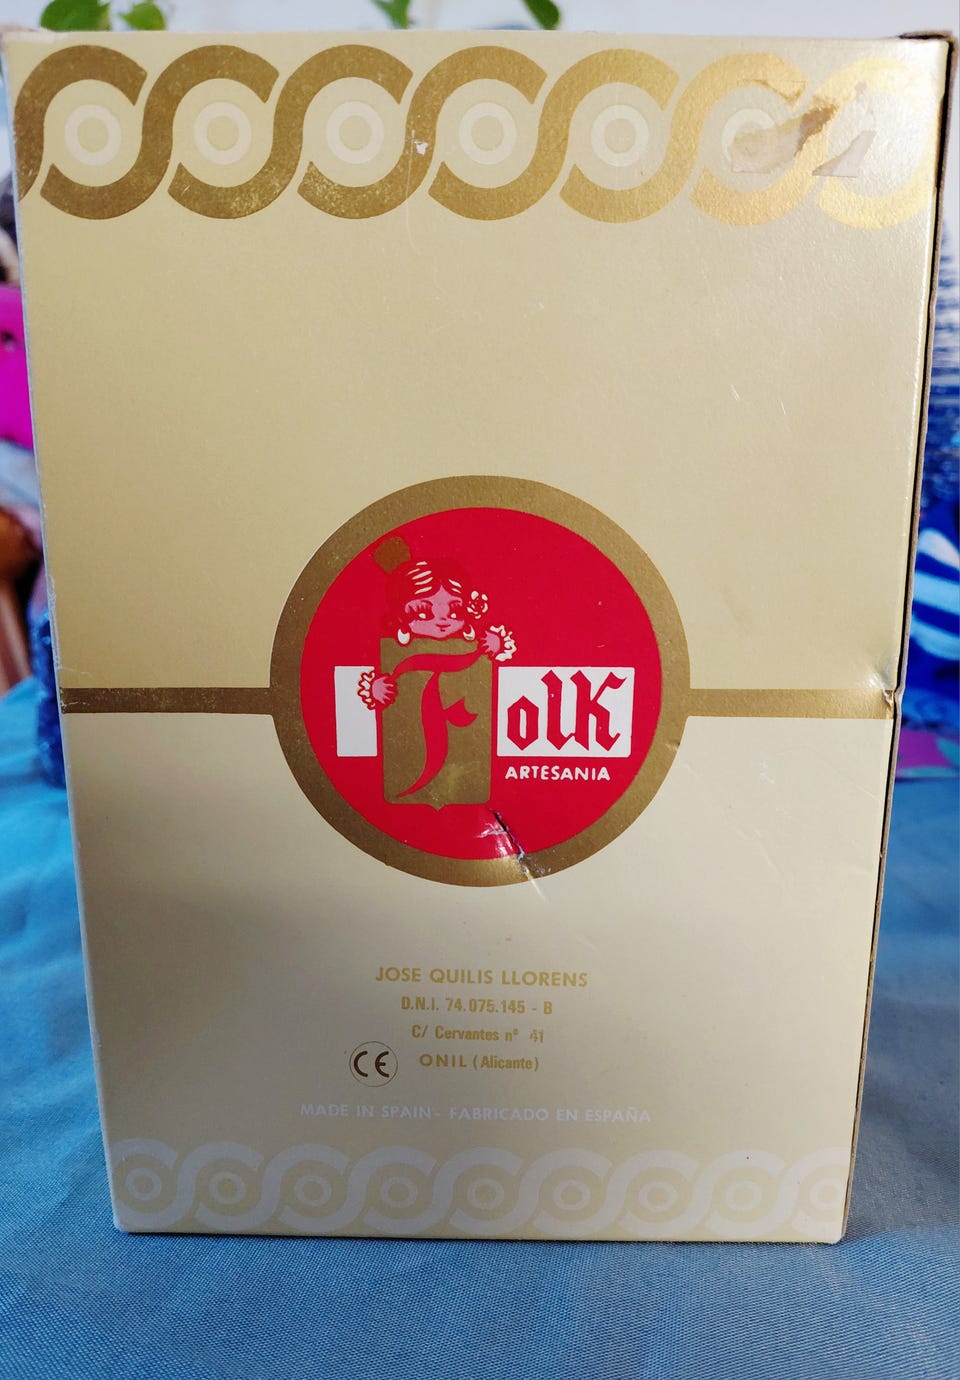 Folk
ARTESANIA
JOSE QUILIS LLORENS
D.N.I. 74.075.145 - B
C/ Cervantes nº 41
CE ONIL (Alicante)
MADE IN SPAIN - FABRICADO EN ESPAÑA